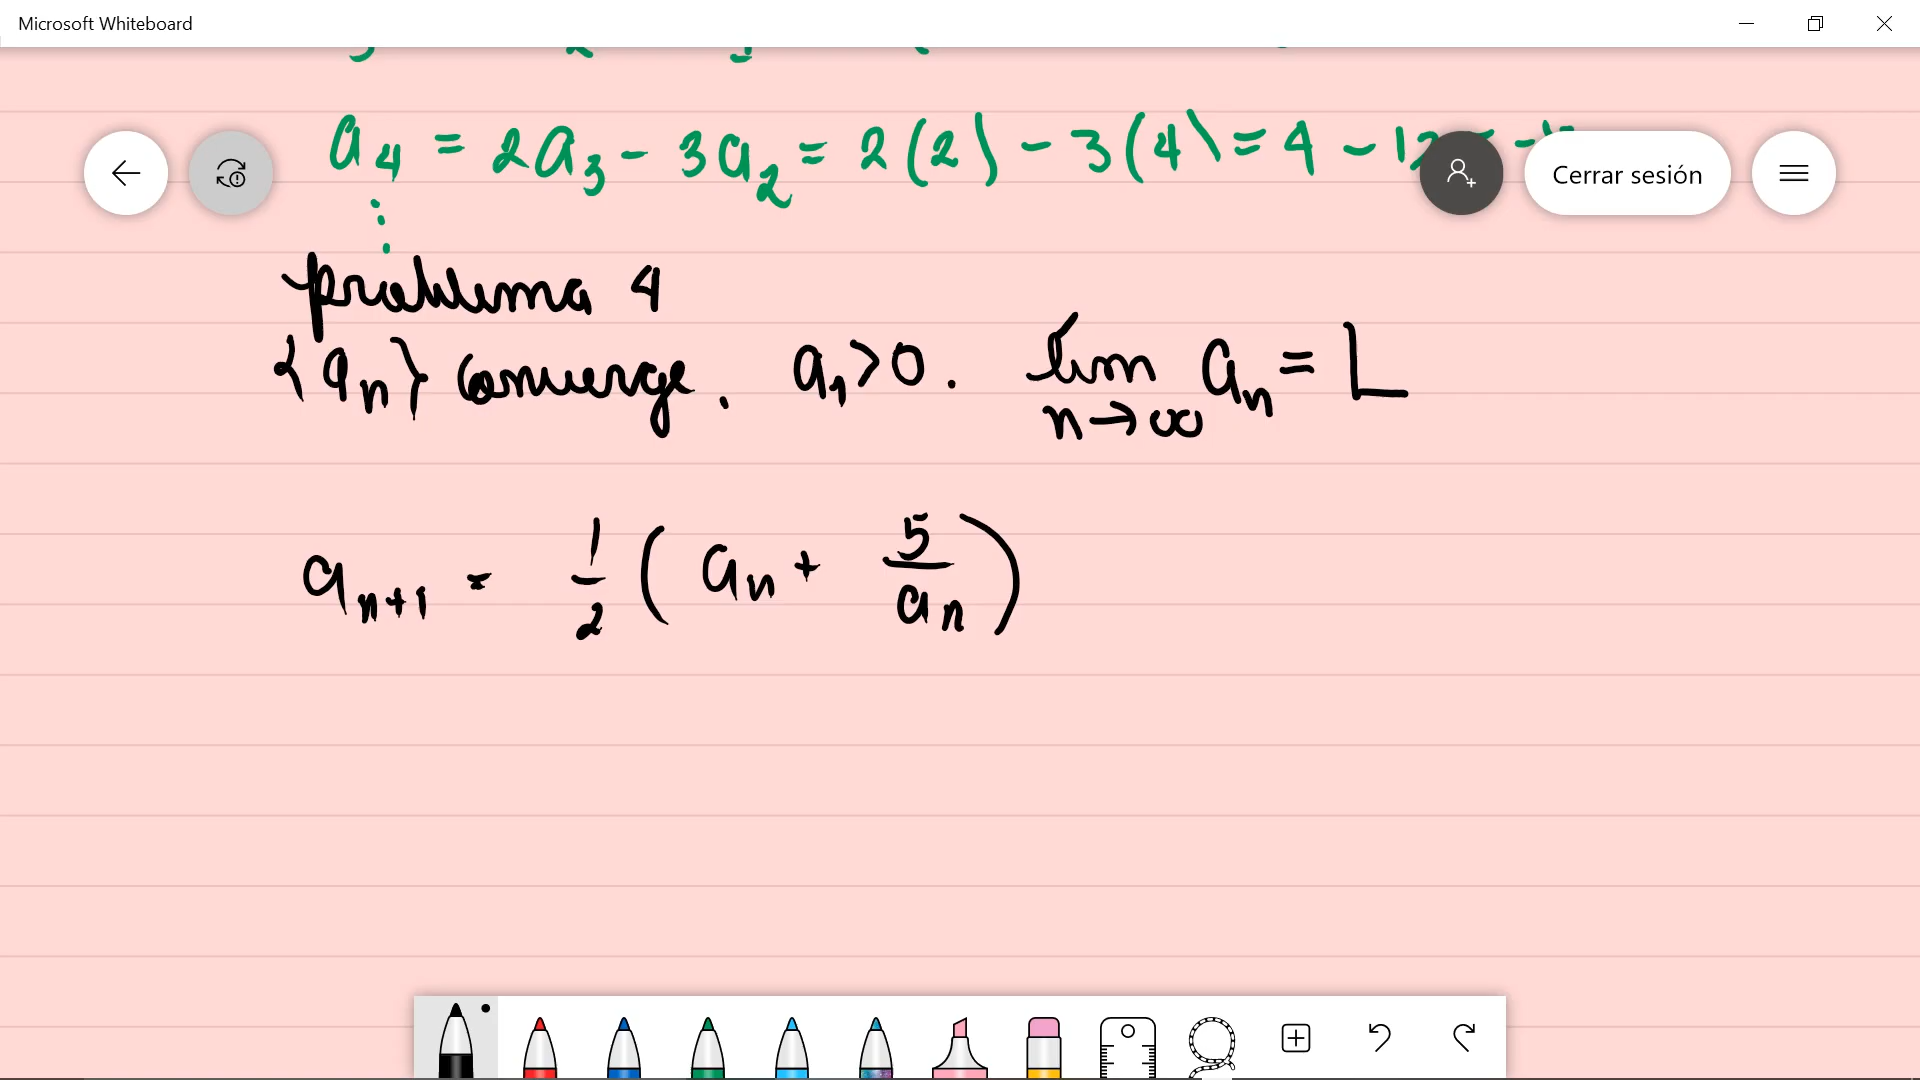 Microsoft Whiteboard
a₄ = 2a₃ - 3a₂ = 2(2) - 3(4) = 4 - 12 =
Cerrar sesión
problema 4
{aₙ} converge. a₁>0. lim aₙ = L
n→∞
aₙ₊₁ = 1/2 (aₙ + 5/aₙ)